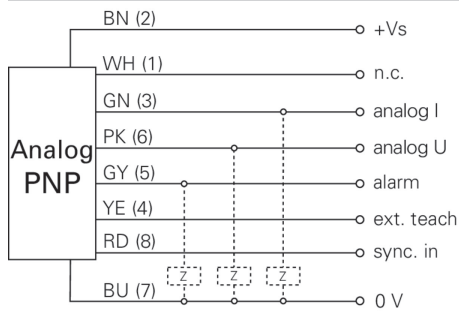 BN (2) +Vs
WH (1) n.c.
GN (3) analog I
PK (6) analog U
Analog
PNP
GY (5) alarm
YE (4) ext. teach
RD (8) sync. in
Z Z Z
BU (7) 0 V